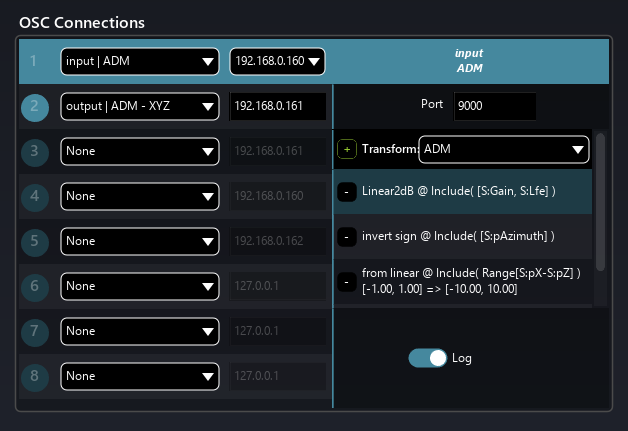 OSC Connections
1 input | ADM 192.168.0.160
2 output | ADM - XYZ 192.168.0.161
3 None 192.168.0.161
4 None 192.168.0.160
5 None 192.168.0.162
6 None 127.0.0.1
7 None 127.0.0.1
8 None 127.0.0.1
input
ADM
Port 9000
+ Transform: ADM
- Linear2dB @ Include( [S:Gain, S:Lfe] )
- invert sign @ Include( [S:pAzimuth] )
- from linear @ Include( Range[S:pX-S:pZ] )
[-1.00, 1.00] => [-10.00, 10.00]
Log